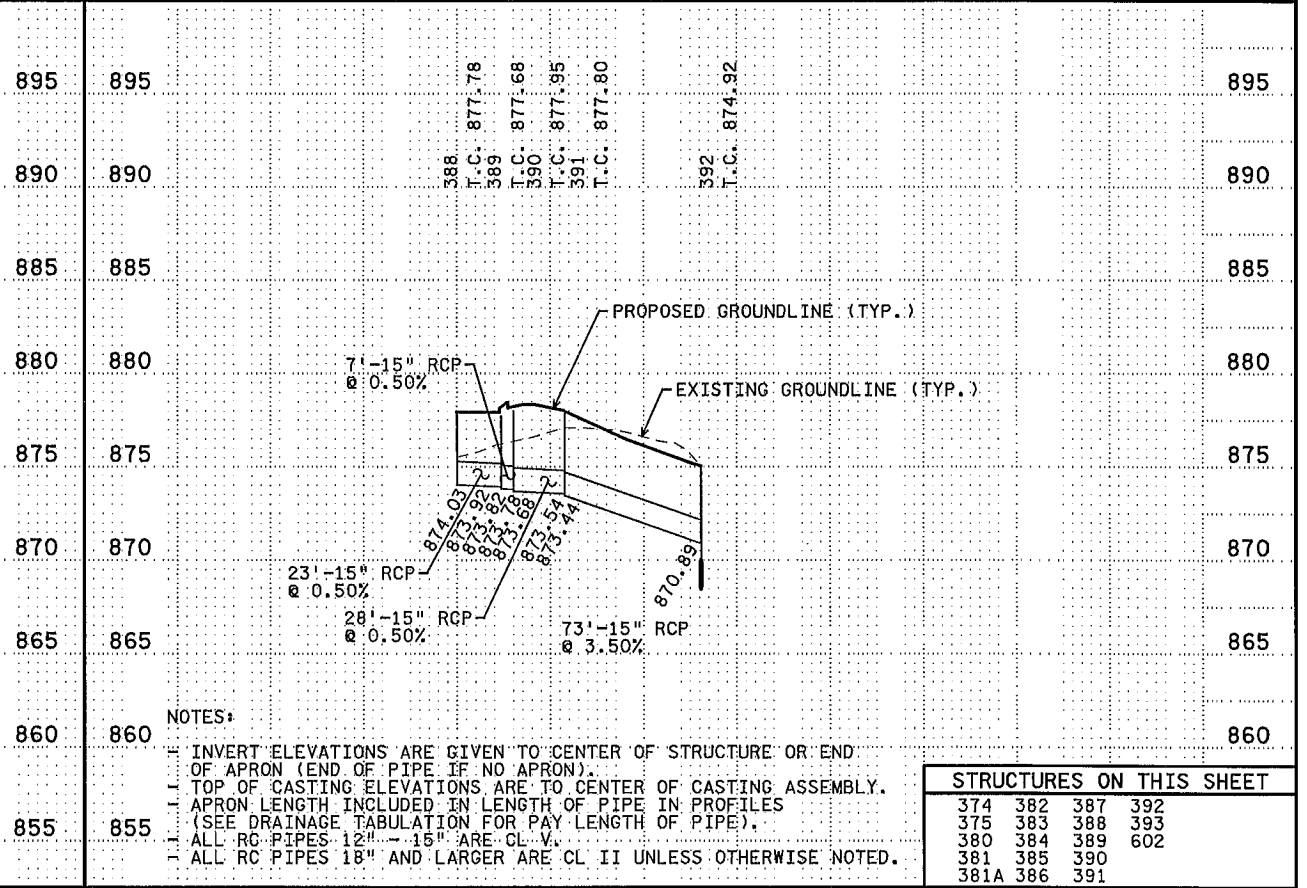 895 895 895
890 890 890
885 885 885
880 880 880
875 875 875
870 870 870
865 865 865
860 860 860
855 855
388
T.C. 877.78
389
T.C. 877.68
390
T.C. 877.95
391
T.C. 877.80
392
T.C. 874.92
PROPOSED GROUNDLINE (TYP.)
7'-15" RCP
@ 0.50%
EXISTING GROUNDLINE (TYP.)
874.03
873.92
873.82
873.78
873.68
873.54
873.44
870.89
23'-15" RCP
@ 0.50%
28'-15" RCP
@ 0.50%
73'-15" RCP
@ 3.50%
NOTES:
- INVERT ELEVATIONS ARE GIVEN TO CENTER OF STRUCTURE OR END
OF APRON (END OF PIPE IF NO APRON).
- TOP OF CASTING ELEVATIONS ARE TO CENTER OF CASTING ASSEMBLY.
- APRON LENGTH INCLUDED IN LENGTH OF PIPE IN PROFILES
(SEE DRAINAGE TABULATION FOR PAY LENGTH OF PIPE).
- ALL RC PIPES 12" - 15" ARE CL V.
- ALL RC PIPES 18" AND LARGER ARE CL II UNLESS OTHERWISE NOTED.
STRUCTURES ON THIS SHEET
374 382 387 392
375 383 388 393
380 384 389 602
381 385 390
381A 386 391